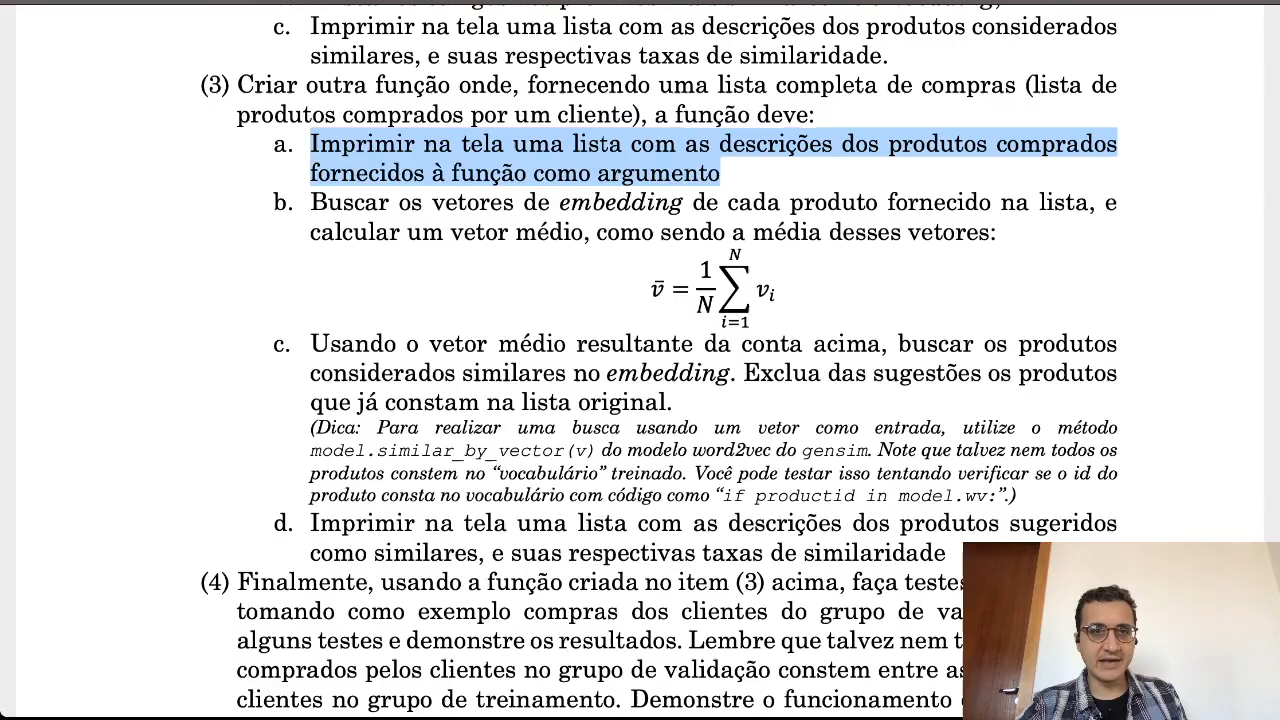 c. Imprimir na tela uma lista com as descrições dos produtos considerados
similares, e suas respectivas taxas de similaridade.
(3) Criar outra função onde, fornecendo uma lista completa de compras (lista de
produtos comprados por um cliente), a função deve:
a. Imprimir na tela uma lista com as descrições dos produtos comprados
fornecidos à função como argumento
b. Buscar os vetores de embedding de cada produto fornecido na lista, e
calcular um vetor médio, como sendo a média desses vetores:
v̄ = 1/N ∑_{i=1}^{N} v_i
c. Usando o vetor médio resultante da conta acima, buscar os produtos
considerados similares no embedding. Exclua das sugestões os produtos
que já constam na lista original.
(Dica: Para realizar uma busca usando um vetor como entrada, utilize o método
model.similar_by_vector(v) do modelo word2vec do gensim. Note que talvez nem todos os
produtos constem no “vocabulário” treinado. Você pode testar isso tentando verificar se o id do
produto consta no vocabulário com código como “if productid in model.wv:”.)
d. Imprimir na tela uma lista com as descrições dos produtos sugeridos
como similares, e suas respectivas taxas de similaridade
(4) Finalmente, usando a função criada no item (3) acima, faça testes
tomando como exemplo compras dos clientes do grupo de
alguns testes e demonstre os resultados. Lembre que talvez nem
comprados pelos clientes no grupo de validação constem entre
clientes no grupo de treinamento. Demonstre o funcionamento